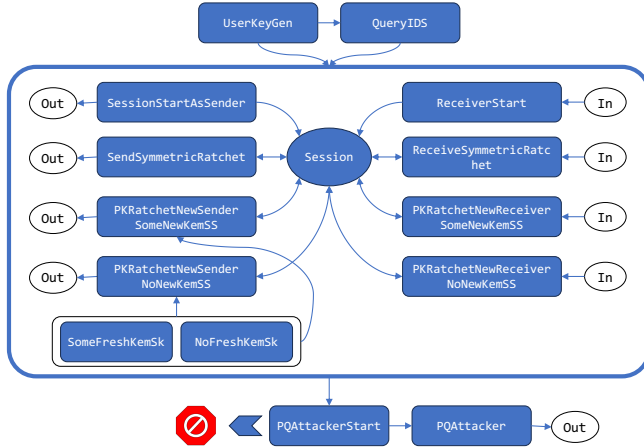 UserKeyGen
QueryIDS
Out
SessionStartAsSender
ReceiverStart
In
Out
SendSymmetricRatchet
Session
ReceiveSymmetricRatc
het
In
Out
PKRatchetNewSender
SomeNewKemSS
PKRatchetNewReceiver
SomeNewKemSS
In
Out
PKRatchetNewSender
NoNewKemSS
PKRatchetNewReceiver
NoNewKemSS
In
SomeFreshKemSk
NoFreshKemSk
PQAttackerStart
PQAttacker
Out